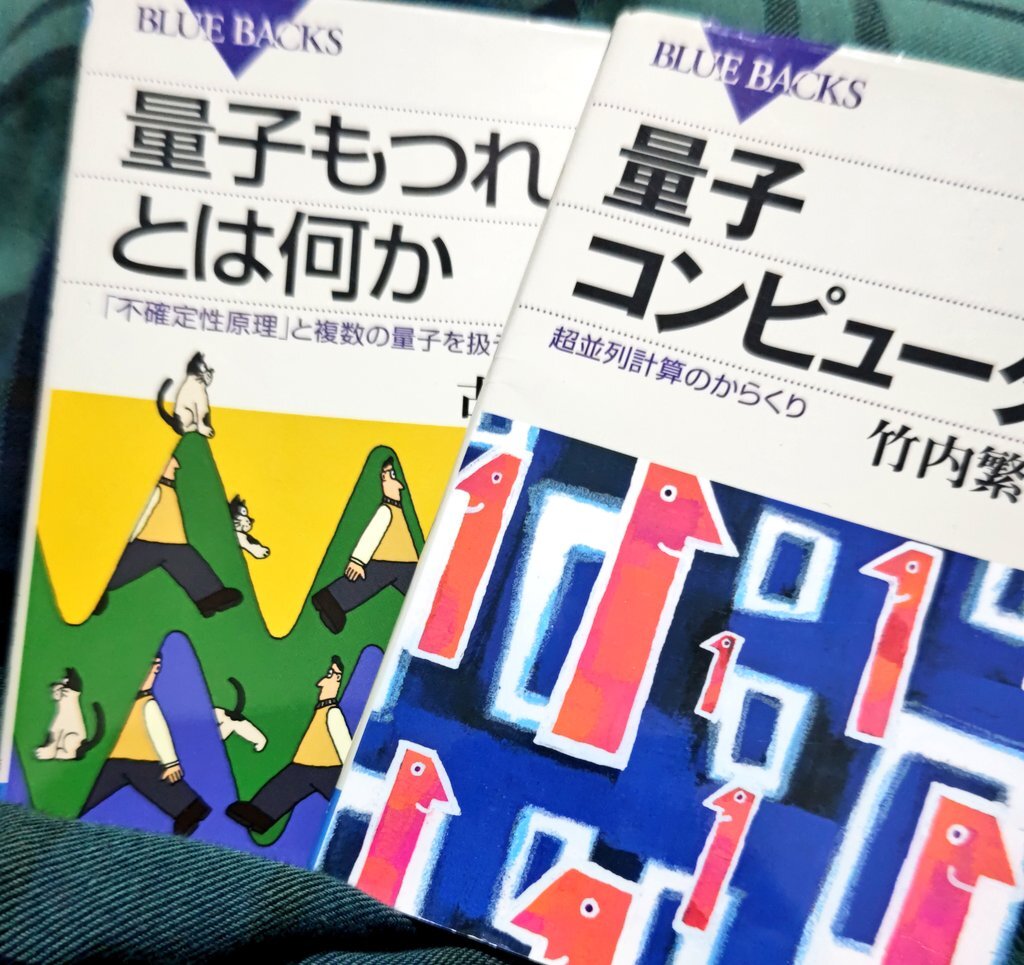 BLUE BACKS
量子もつれ
とは何か
「不確定性原理」と複数の量子を扱
BLUE BACKS
量子
コンピュータ
超並列計算のからくり
竹内繁